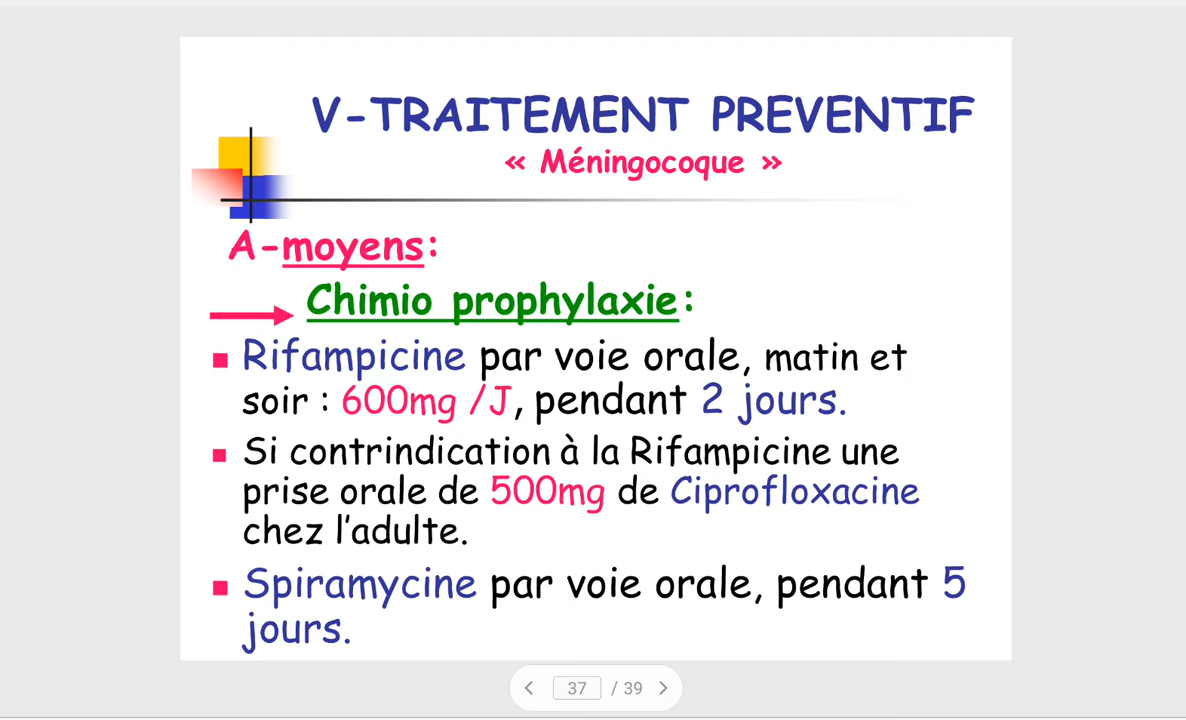 V-TRAITEMENT PREVENTIF
« Méningocoque »
A-moyens:
Chimio prophylaxie:
Rifampicine par voie orale, matin et
soir : 600mg /J, pendant 2 jours.
Si contrindication à la Rifampicine une
prise orale de 500mg de Ciprofloxacine
chez l'adulte.
Spiramycine par voie orale, pendant 5
jours.
37 / 39